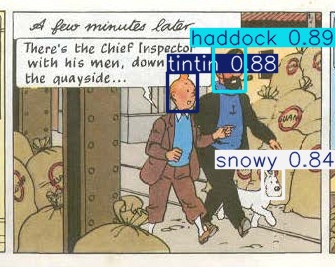 A few minutes later
There's the Chief Inspector
with his men, down
the quayside...
haddock 0.89
tintin 0.88
snowy 0.84